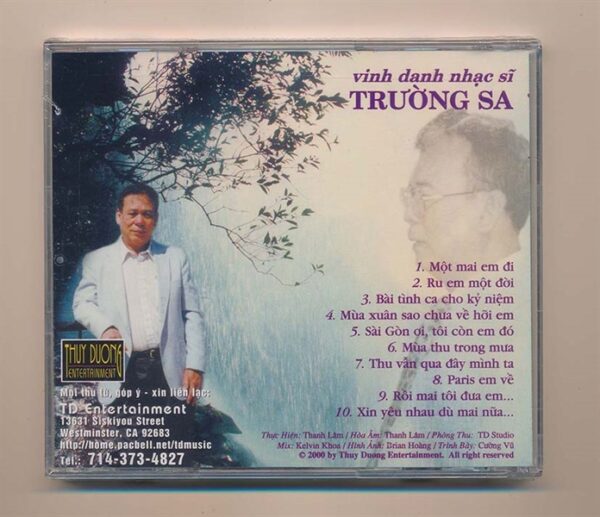 vinh danh nhạc sĩ
TRƯỜNG SA
1. Một mai em đi
2. Ru em một đời
3. Bài tình ca cho kỷ niệm
4. Mùa xuân sao chưa về hỡi em
5. Sài Gòn ơi, tôi còn em đó
6. Mùa thu trong mưa
7. Thu vẫn qua đây mình ta
8. Paris em về
9. Rồi mai tôi đưa em...
10. Xin yêu nhau dù mai nữa...
Thực Hiện: Thanh Lâm / Hòa Âm: Thanh Lâm / Phòng Thu: TD Studio
Mix: Kelvin Khoa / Hình Ảnh: Brian Hoàng / Trình Bày: Cường Vũ
© 2000 by Thuy Duong Entertainment. All right reserved
THUY DUONG
ENTERTAINMENT
Mọi thư từ, góp ý - xin liên lạc:
TD Entertainment
13631 Siskiyou Street
Westminster, CA 92683
http://home.pacbell.net/tdmusic
Tel.: 714-373-4827